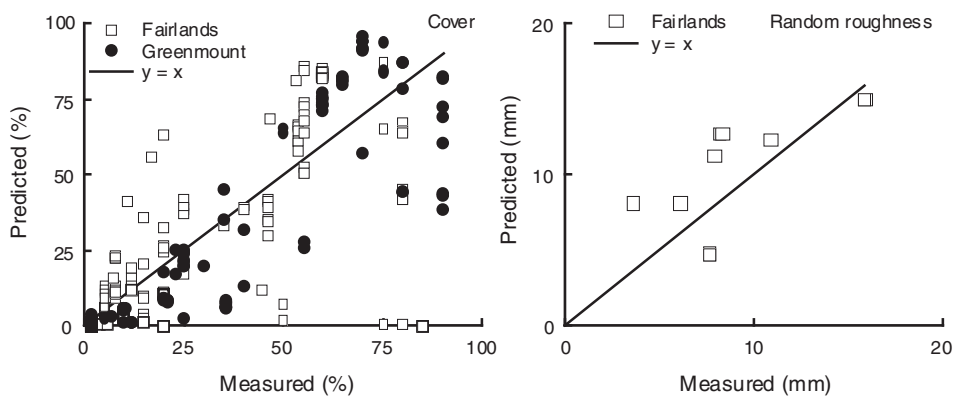 100
Fairlands
Cover
Greenmount
y = x
75
50
25
0
Predicted (%)
0 25 50 75 100
Measured (%)
20
Fairlands
Random roughness
y = x
10
0
Predicted (mm)
0 10 20
Measured (mm)